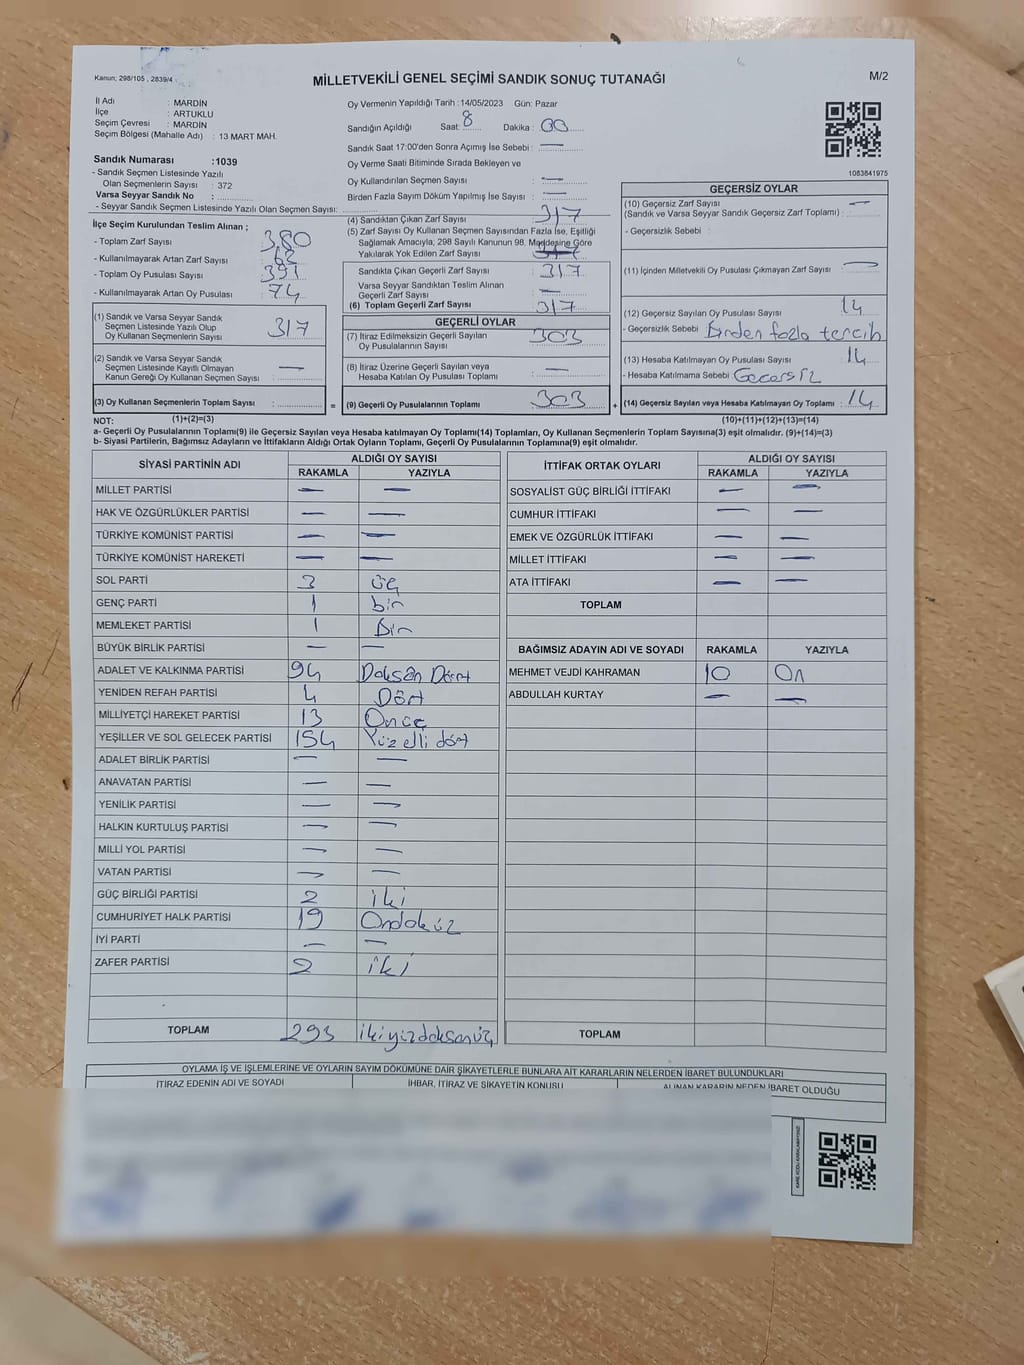 Kanun; 298/105 , 2839/4
MİLLETVEKİLİ GENEL SEÇİMİ SANDIK SONUÇ TUTANAĞI
M/2
İl Adı : MARDİN
İlçe : ARTUKLU
Seçim Çevresi : MARDİN
Seçim Bölgesi (Mahalle Adı) : 13 MART MAH.
Oy Vermenin Yapıldığı Tarih :14/05/2023 Gün: Pazar
Sandığın Açıldığı Saat: 8 Dakika : 00
Sandık Saat 17:00'den Sonra Açımış İse Sebebi : —
Oy Verme Saati Bitiminde Sırada Bekleyen ve
Oy Kullandırılan Seçmen Sayısı : —
Birden Fazla Sayım Döküm Yapılmış İse Sayısı : —
Sandık Numarası :1039
- Sandık Seçmen Listesinde Yazılı
Olan Seçmenlerin Sayısı : 372
Varsa Seyyar Sandık No :
- Seyyar Sandık Seçmen Listesinde Yazılı Olan Seçmen Sayısı:
1083841975
İlçe Seçim Kurulundan Teslim Alınan ;
- Toplam Zarf Sayısı : 380
- Kullanılmayarak Artan Zarf Sayısı : 63
- Toplam Oy Pusulası Sayısı : 391
- Kullanılmayarak Artan Oy Pusulası : 74
(1) Sandık ve Varsa Seyyar Sandık
Seçmen Listesinde Yazılı Olup
Oy Kullanan Seçmenlerin Sayısı : 317
(2) Sandık ve Varsa Seyyar Sandık
Seçmen Listesinde Kayıtlı Olmayan
Kanun Gereği Oy Kullanan Seçmen Sayısı : —
(3) Oy Kullanan Seçmenlerin Toplam Sayısı : =
(4) Sandıktan Çıkan Zarf Sayısı : 317
(5) Zarf Sayısı Oy Kullanan Seçmen Sayısından Fazla İse, Eşitliği
Sağlamak Amacıyla, 298 Sayılı Kanunun 98. Maddesine Göre
Yakılarak Yok Edilen Zarf Sayısı : 317
Sandıkta Çıkan Geçerli Zarf Sayısı : 317
Varsa Seyyar Sandıktan Teslim Alınan
Geçerli Zarf Sayısı : —
(6) Toplam Geçerli Zarf Sayısı : 317
GEÇERLİ OYLAR
(7) İtiraz Edilmeksizin Geçerli Sayılan
Oy Pusulalarının Sayısı : 303
(8) İtiraz Üzerine Geçerli Sayılan veya
Hesaba Katılan Oy Pusulaları Toplamı : —
(9) Geçerli Oy Pusulalarının Toplamı : 303 +
GEÇERSİZ OYLAR
(10) Geçersiz Zarf Sayısı —
(Sandık ve Varsa Seyyar Sandık Geçersiz Zarf Toplamı) :
- Geçersizlik Sebebi :
(11) İçinden Milletvekili Oy Pusulası Çıkmayan Zarf Sayısı : —
(12) Geçersiz Sayılan Oy Pusulası Sayısı : 14
- Geçersizlik Sebebi : Birden fazla tercih
(13) Hesaba Katılmayan Oy Pusulası Sayısı : 14
- Hesaba Katılmama Sebebi : Geçersiz
(14) Geçersiz Sayılan veya Hesaba Katılmayan Oy Toplamı : 14
NOT: (1)+(2)=(3) (10)+(11)+(12)+(13)=(14)
a- Geçerli Oy Pusulaları Toplamı(9) ile Geçersiz Sayılan veya Hesaba katılmayan Oy Toplamı(14) Toplamları, Oy Kullanan Seçmenlerin Toplam Sayısına(3) eşit olmalıdır. (9)+(14)=(3)
b- Siyasi Partilerin, Bağımsız Adayların ve İttifakların Aldığı Ortak Oyların Toplamı, Geçerli Oy Pusulalarının Toplamına(9) eşit olmalıdır.
SİYASİ PARTİNİN ADI ALDIĞI OY SAYISI
RAKAMLA YAZIYLA
MİLLET PARTİSİ — —
HAK VE ÖZGÜRLÜKLER PARTİSİ — —
TÜRKİYE KOMÜNİST PARTİSİ — —
TÜRKİYE KOMÜNİST HAREKETİ — —
SOL PARTİ 3 üç
GENÇ PARTİ 1 bir
MEMLEKET PARTİSİ 1 Bir
BÜYÜK BİRLİK PARTİSİ — —
ADALET VE KALKINMA PARTİSİ 94 Doksan Dört
YENİDEN REFAH PARTİSİ 4 Dört
MİLLİYETÇİ HAREKET PARTİSİ 13 Onüç
YEŞİLLER VE SOL GELECEK PARTİSİ 154 Yüz elli dört
ADALET BİRLİK PARTİSİ — —
ANAVATAN PARTİSİ — —
YENİLİK PARTİSİ — —
HALKIN KURTULUŞ PARTİSİ — —
MİLLİ YOL PARTİSİ — —
VATAN PARTİSİ — —
GÜÇ BİRLİĞİ PARTİSİ 2 iki
CUMHURİYET HALK PARTİSİ 19 Ondokuz
İYİ PARTİ — —
ZAFER PARTİSİ 2 iki
TOPLAM 293 ikiyüzdoksanüç
İTTİFAK ORTAK OYLARI ALDIĞI OY SAYISI
RAKAMLA YAZIYLA
SOSYALİST GÜÇ BİRLİĞİ İTTİFAKI — —
CUMHUR İTTİFAKI — —
EMEK VE ÖZGÜRLÜK İTTİFAKI — —
MİLLET İTTİFAKI — —
ATA İTTİFAKI — —
TOPLAM
BAĞIMSIZ ADAYIN ADI VE SOYADI RAKAMLA YAZIYLA
MEHMET VEJDİ KAHRAMAN 10 On
ABDULLAH KURTAY — —
TOPLAM
OYLAMA İŞ VE İŞLEMLERİNE VE OYLARIN SAYIM DÖKÜMÜNE DAİR ŞİKAYETLERLE BUNLARA AİT KARARLARIN NELERDEN İBARET BULUNDUKLARI
İTİRAZ EDENİN ADI VE SOYADI İHBAR, İTİRAZ VE ŞİKAYETİN KONUSU ALINAN KARARIN NEDEN İBARET OLDUĞU